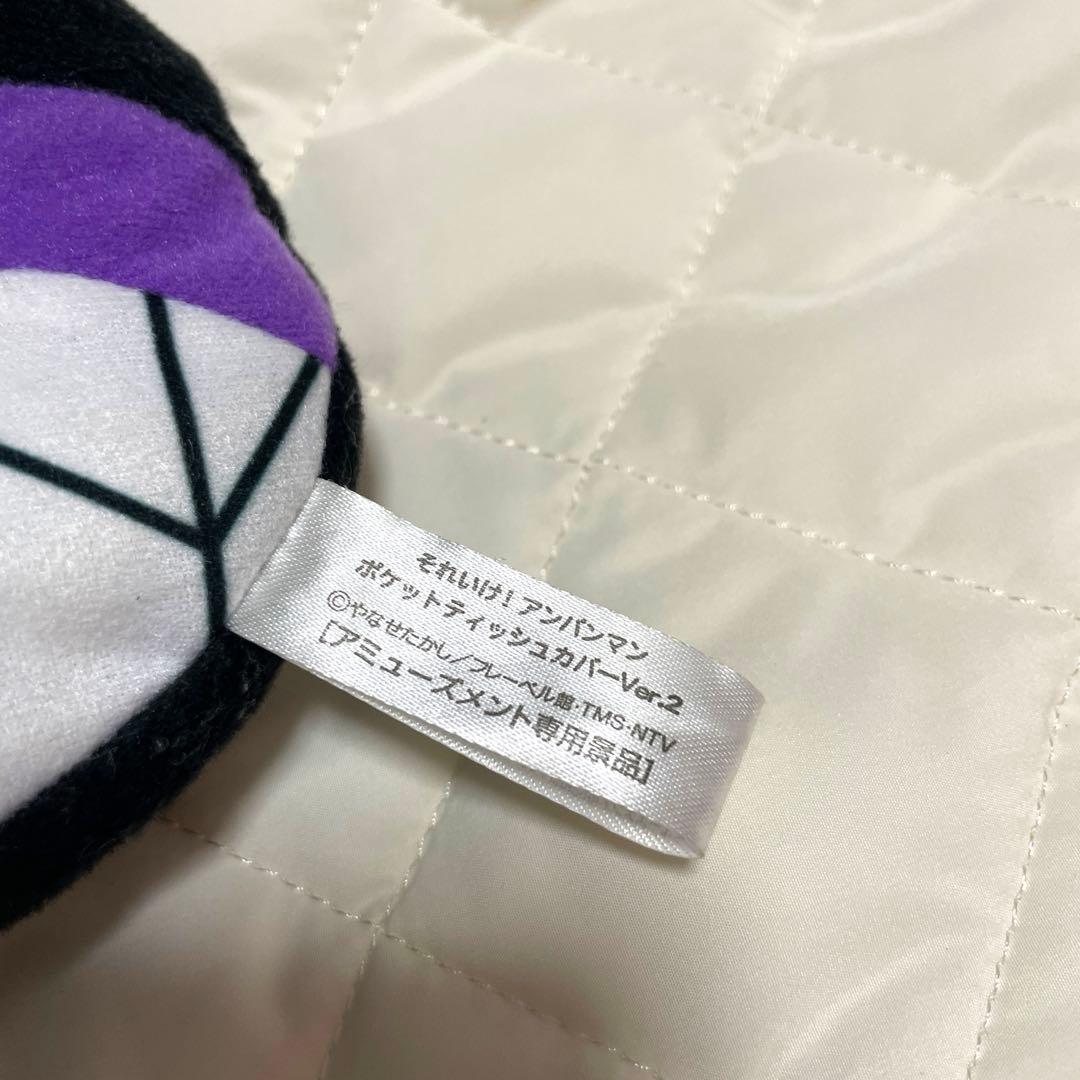 それいけ!アンパンマン
ポケットティッシュカバーVer.2
©やなせたかし/フレーベル館・TMS・NTV
[アミューズメント専用景品]